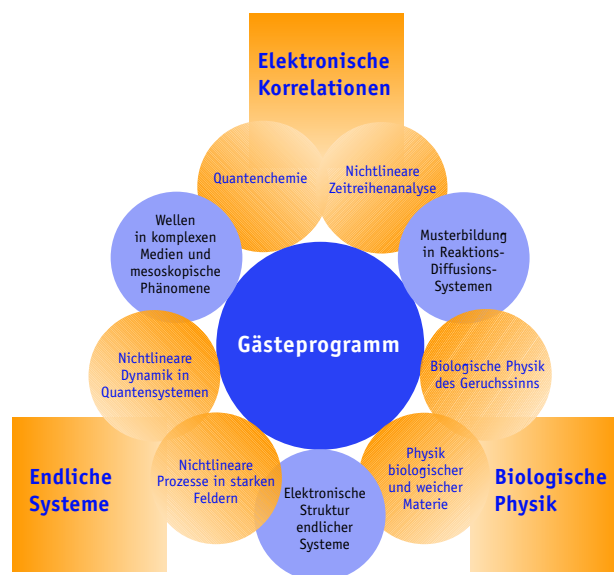 Elektronische
Korrelationen
Quantenchemie
Nichtlineare
Zeitreihenanalyse
Wellen
in komplexen
Medien und
mesoskopische
Phänomene
Musterbildung
in Reaktions-
Diffusions-
Systemen
Gästeprogramm
Nichtlineare
Dynamik in
Quantensystemen
Biologische Physik
des Geruchssinns
Endliche
Systeme
Nichtlineare
Prozesse in starken
Feldern
Elektronische
Struktur
endlicher
Systeme
Physik
biologischer
und weicher
Materie
Biologische
Physik